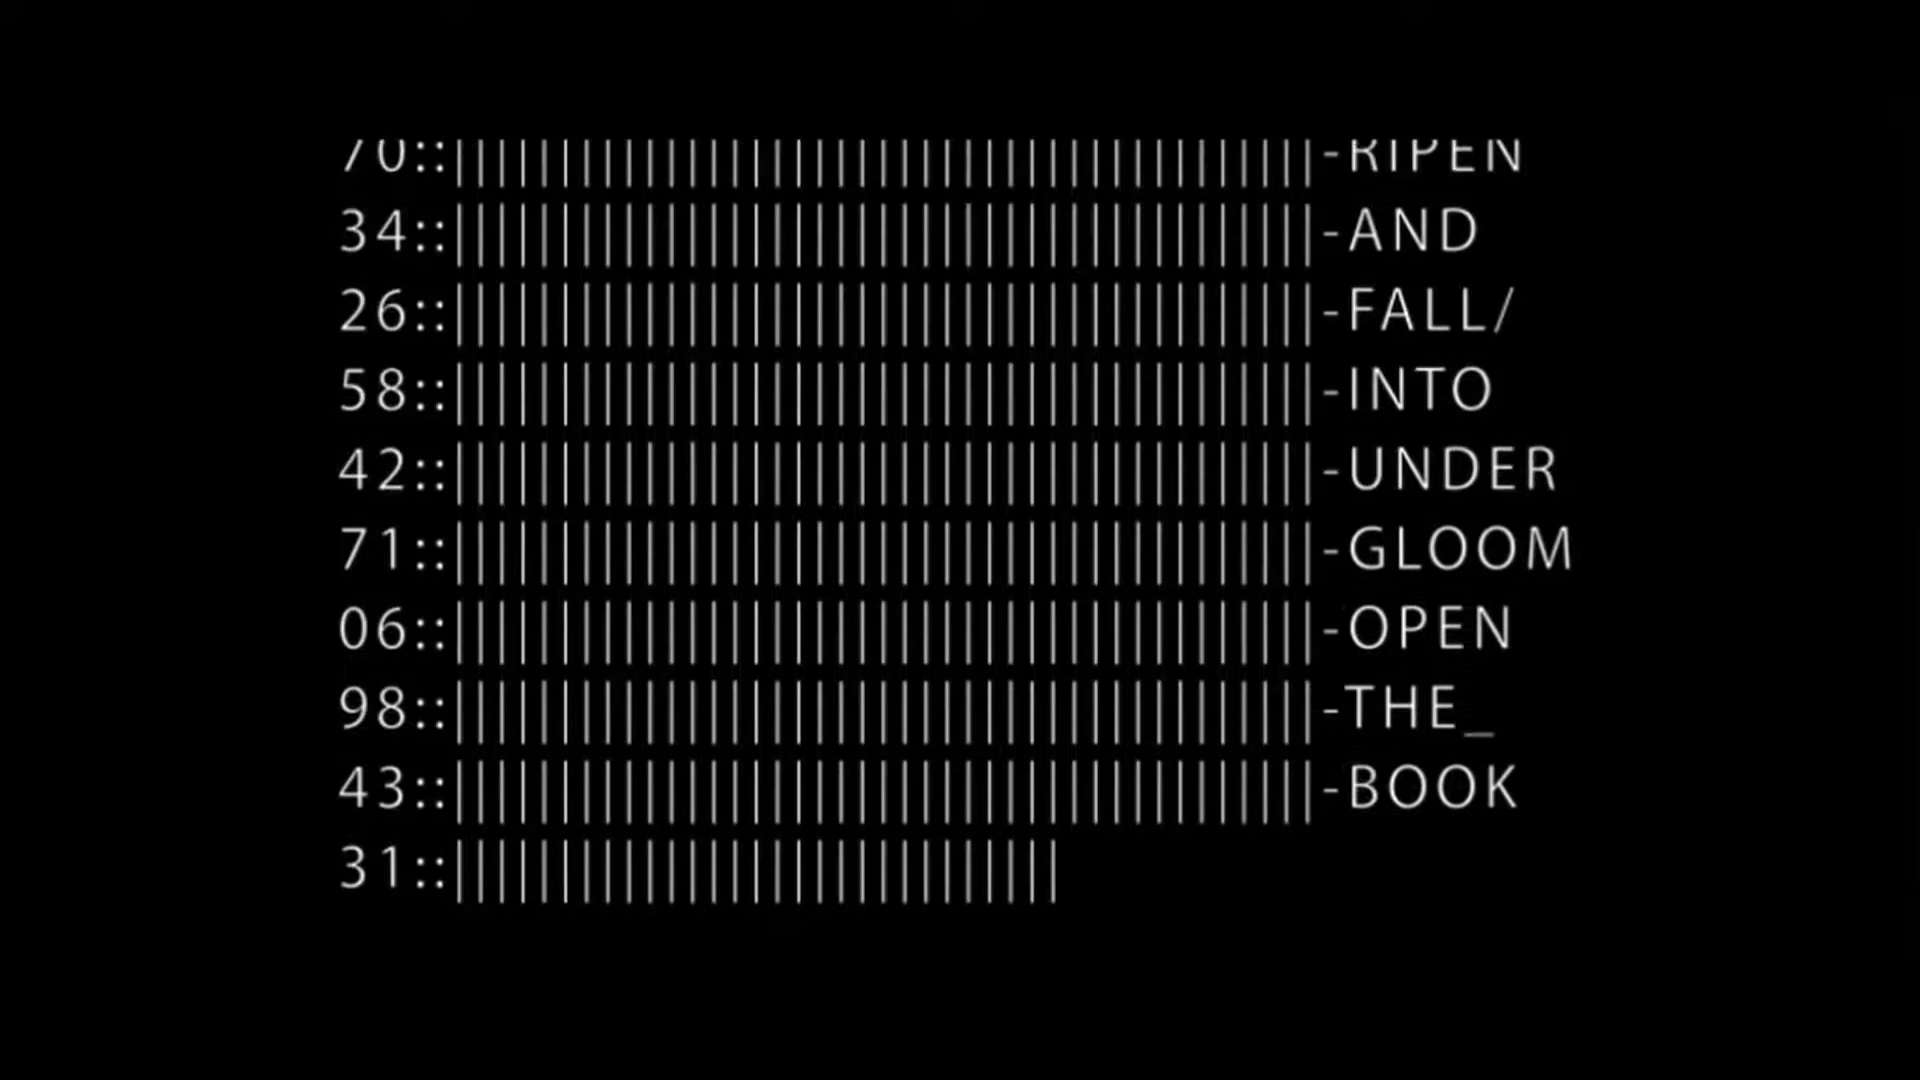 70::|||||||||||||||||||||||||||||||||||||||||-RIPEN
34::|||||||||||||||||||||||||||||||||||||||||-AND
26::|||||||||||||||||||||||||||||||||||||||||-FALL/
58::|||||||||||||||||||||||||||||||||||||||||-INTO
42::|||||||||||||||||||||||||||||||||||||||||-UNDER
71::|||||||||||||||||||||||||||||||||||||||||-GLOOM
06::|||||||||||||||||||||||||||||||||||||||||-OPEN
98::|||||||||||||||||||||||||||||||||||||||||-THE_
43::|||||||||||||||||||||||||||||||||||||||||-BOOK
31::|||||||||||||||||||||||||||||